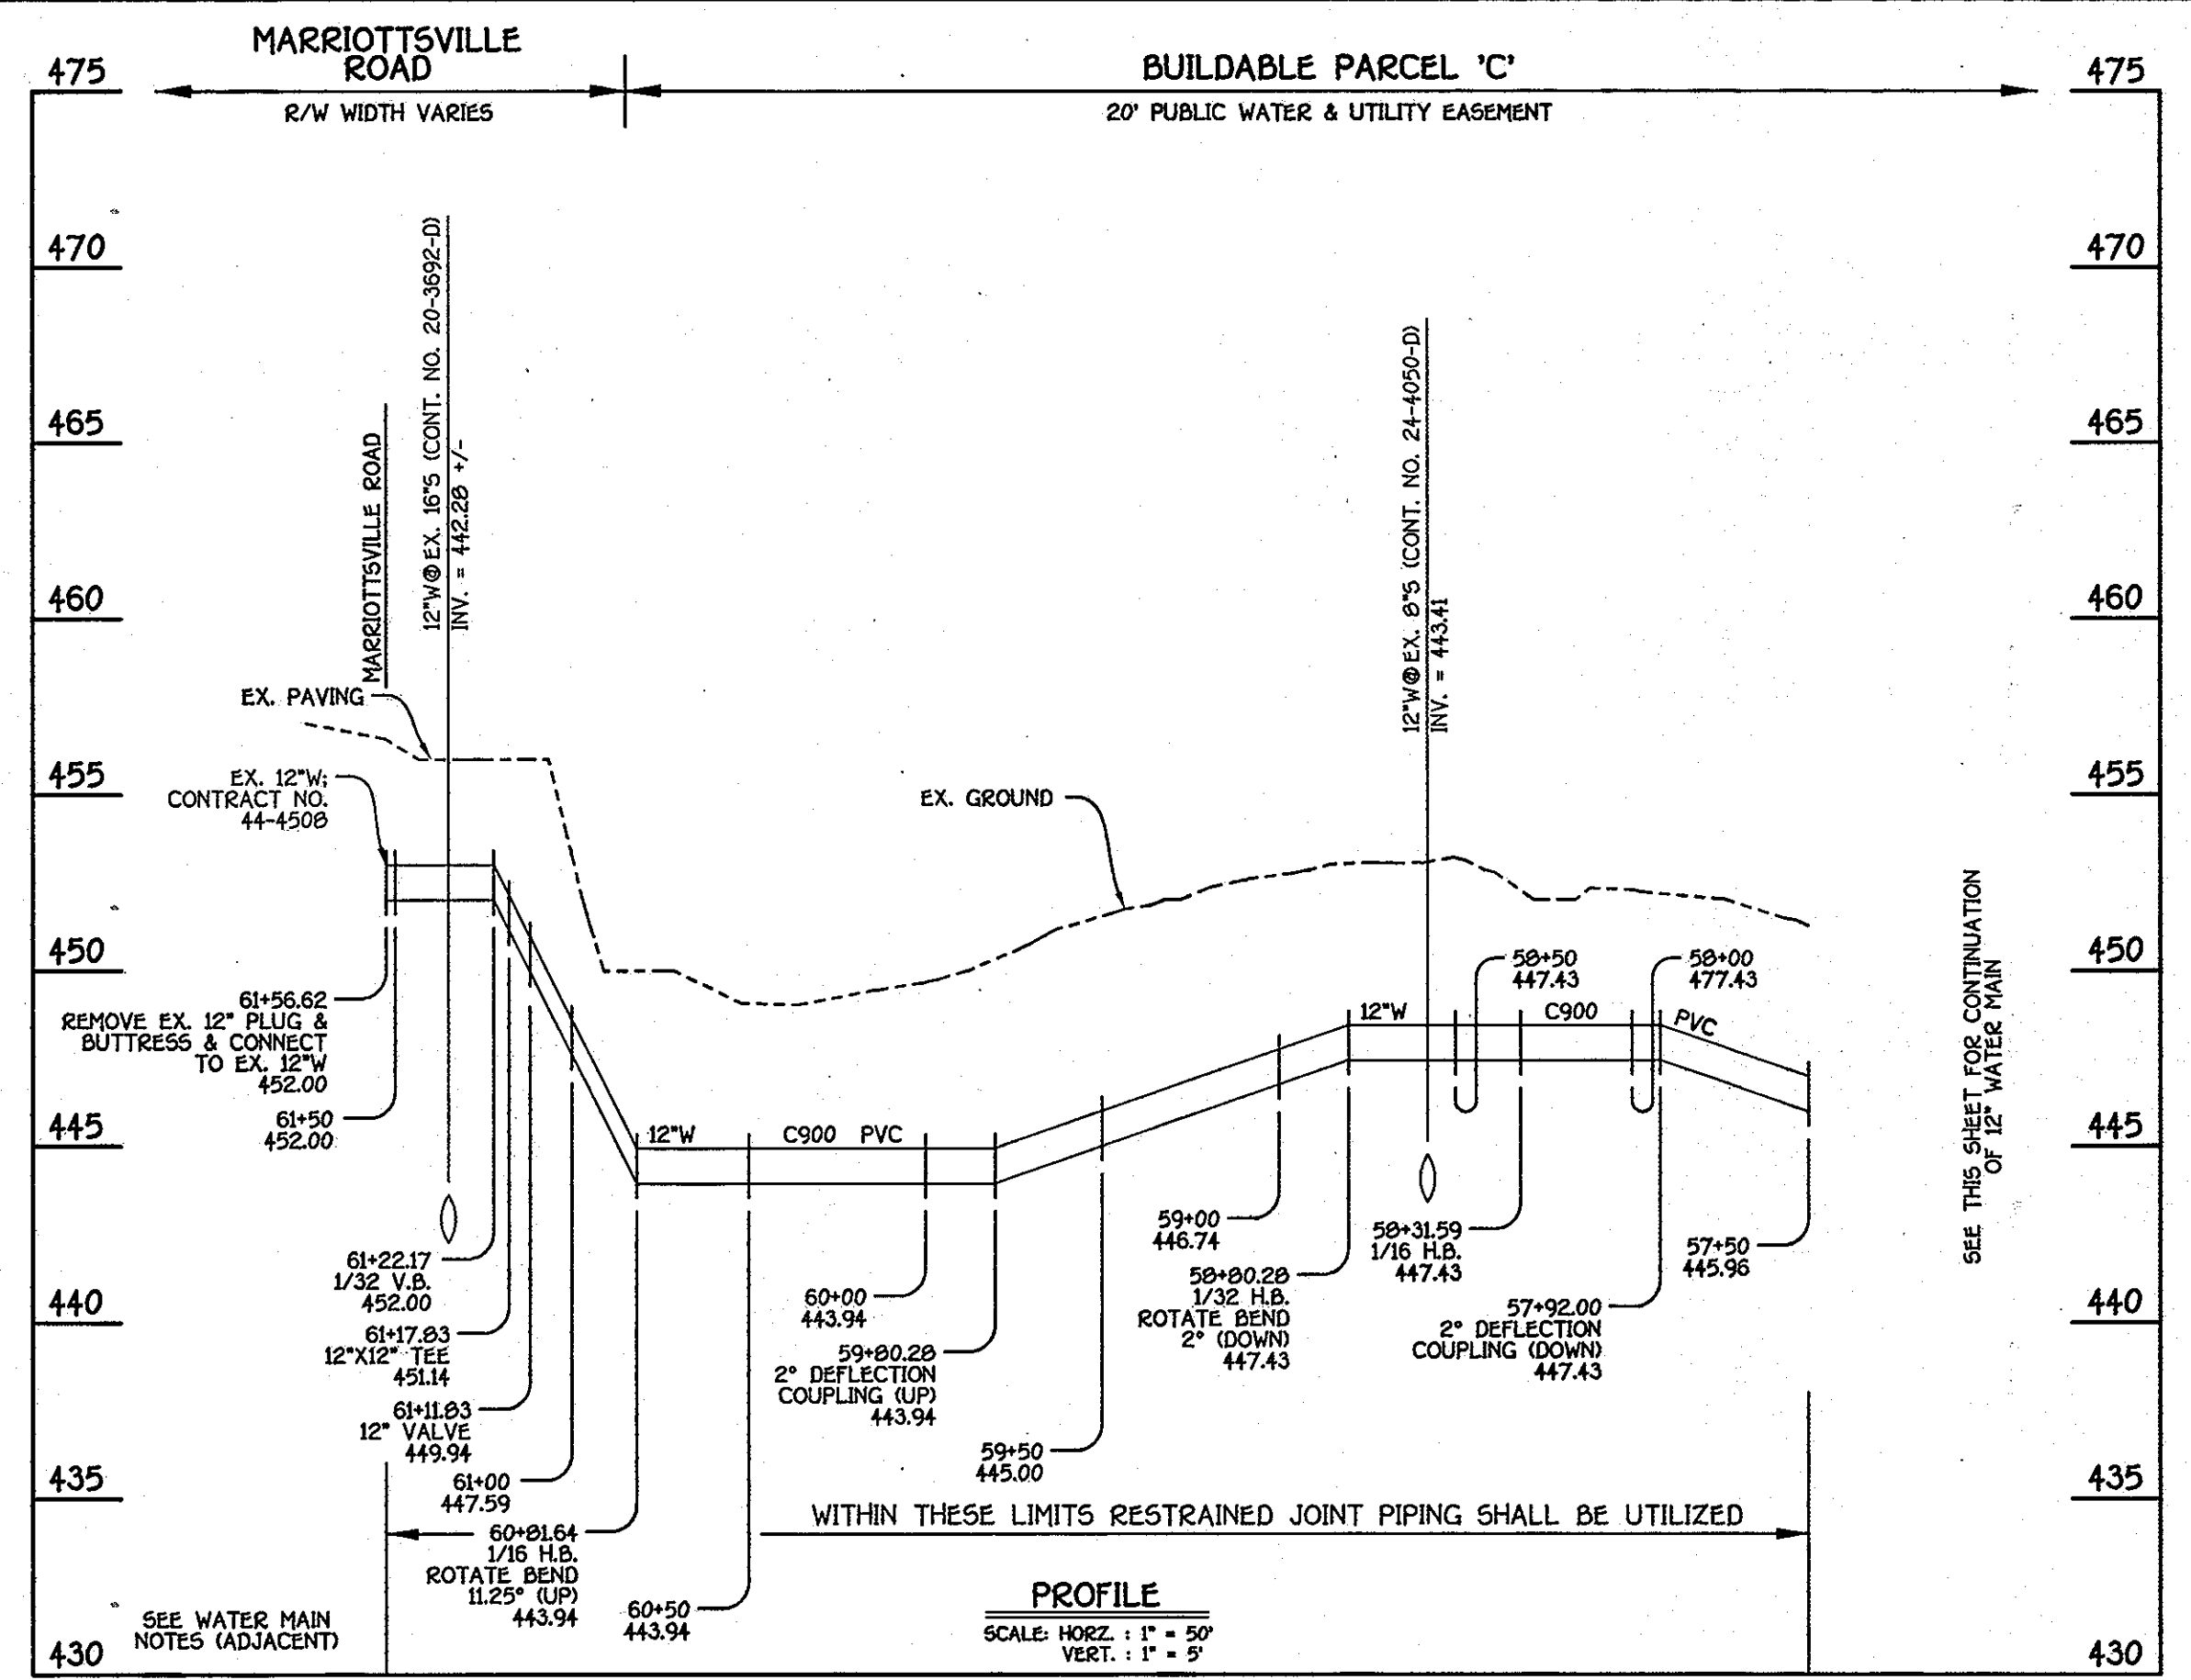 MARRIOTTSVILLE
ROAD
R/W WIDTH VARIES
BUILDABLE PARCEL 'C'
20' PUBLIC WATER & UTILITY EASEMENT
475
470
465
460
455
450
445
440
435
430
475
470
465
460
455
450
445
440
435
430
MARRIOTTSVILLE ROAD
12"W@EX. 16"S (CONT. NO. 20-3692-D)
INV. = 442.28 +/-
12"W@EX. 8"S (CONT. NO. 24-4050-D)
INV. = 443.41
EX. PAVING
EX. 12"W;
CONTRACT NO.
44-4508
EX. GROUND
61+56.62
REMOVE EX. 12" PLUG &
BUTTRESS & CONNECT
TO EX. 12"W
452.00
61+50
452.00
61+22.17
1/32 V.B.
452.00
61+17.83
12"X12" TEE
451.14
61+11.83
12" VALVE
449.94
61+00
447.59
60+81.64
1/16 H.B.
ROTATE BEND
11.25° (UP)
443.94
60+50
443.94
12"W
C900 PVC
60+00
443.94
59+80.28
2° DEFLECTION
COUPLING (UP)
443.94
59+50
445.00
59+00
446.74
58+80.28
1/32 H.B.
ROTATE BEND
2° (DOWN)
447.43
12"W
C900
PVC
58+50
447.43
58+31.59
1/16 H.B.
447.43
58+00
477.43
57+92.00
2° DEFLECTION
COUPLING (DOWN)
447.43
57+50
445.96
SEE THIS SHEET FOR CONTINUATION
OF 12" WATER MAIN
WITHIN THESE LIMITS RESTRAINED JOINT PIPING SHALL BE UTILIZED
SEE WATER MAIN
NOTES (ADJACENT)
PROFILE
SCALE: HORZ. : 1" = 50'
VERT. : 1" = 5'